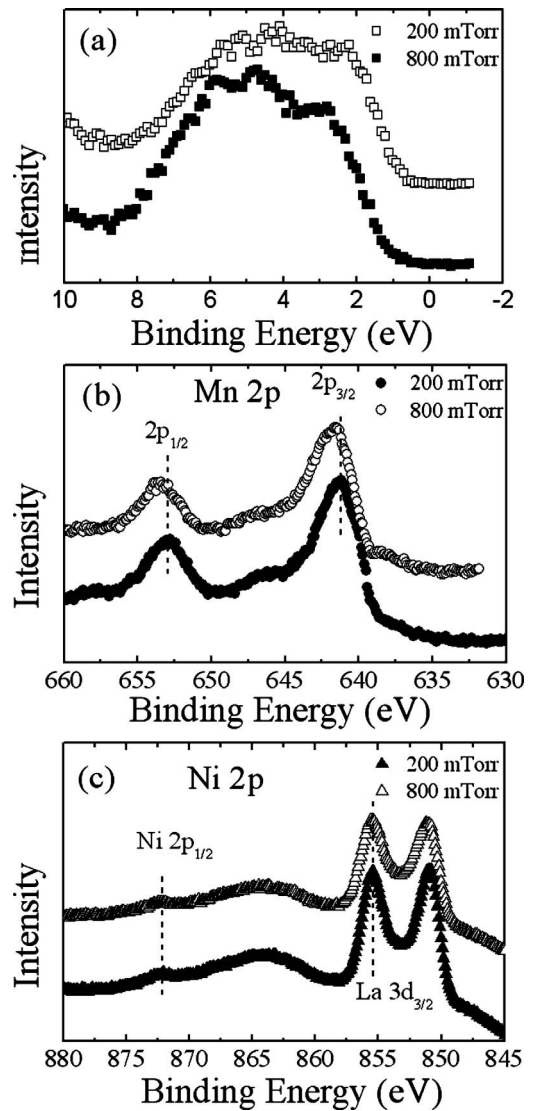 (a)
200 mTorr
800 mTorr
Intensity
10 8 6 4 2 0 -2
Binding Energy (eV)
(b)
Mn 2p
2p1/2
2p3/2
200 mTorr
800 mTorr
Intensity
660 655 650 645 640 635 630
Binding Energy (eV)
(c)
Ni 2p
200 mTorr
800 mTorr
Ni 2p1/2
La 3d3/2
Intensity
880 875 870 865 860 855 850 845
Binding Energy (eV)